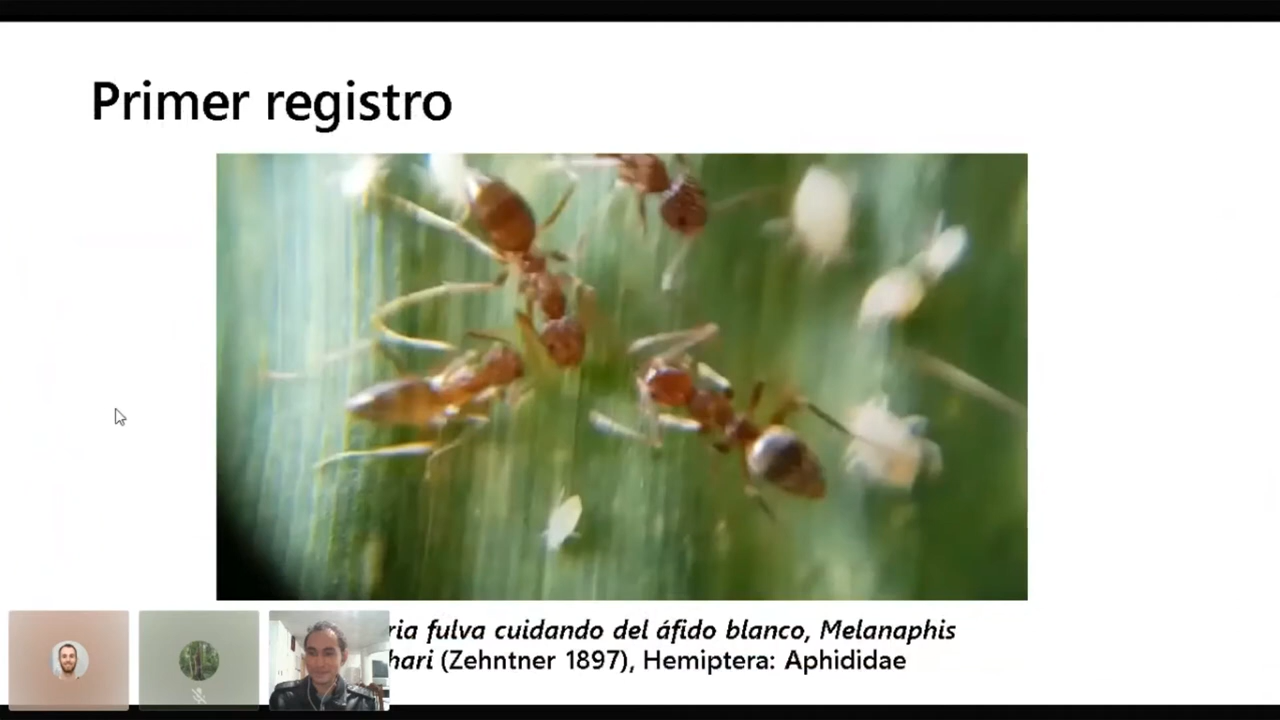 Primer registro
ria fulva cuidando del áfido blanco, Melanaphis
hari (Zehntner 1897), Hemiptera: Aphididae